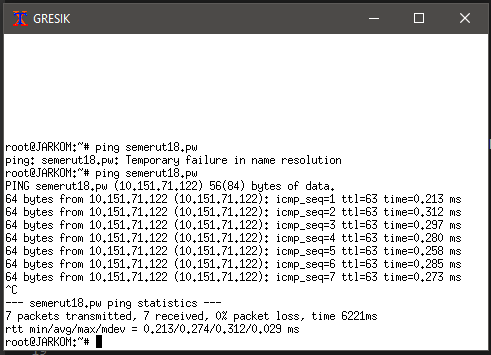 GRESIK
root@JARKOM:~# ping semerut18.pw
ping: semerut18.pw: Temporary failure in name resolution
root@JARKOM:~# ping semerut18.pw
PING semerut18.pw (10.151.71.122) 56(84) bytes of data.
64 bytes from 10.151.71.122 (10.151.71.122): icmp_seq=1 ttl=63 time=0.213 ms
64 bytes from 10.151.71.122 (10.151.71.122): icmp_seq=2 ttl=63 time=0.312 ms
64 bytes from 10.151.71.122 (10.151.71.122): icmp_seq=3 ttl=63 time=0.297 ms
64 bytes from 10.151.71.122 (10.151.71.122): icmp_seq=4 ttl=63 time=0.280 ms
64 bytes from 10.151.71.122 (10.151.71.122): icmp_seq=5 ttl=63 time=0.258 ms
64 bytes from 10.151.71.122 (10.151.71.122): icmp_seq=6 ttl=63 time=0.285 ms
64 bytes from 10.151.71.122 (10.151.71.122): icmp_seq=7 ttl=63 time=0.273 ms
^C
--- semerut18.pw ping statistics ---
7 packets transmitted, 7 received, 0% packet loss, time 6221ms
rtt min/avg/max/mdev = 0.213/0.274/0.312/0.029 ms
root@JARKOM:~#